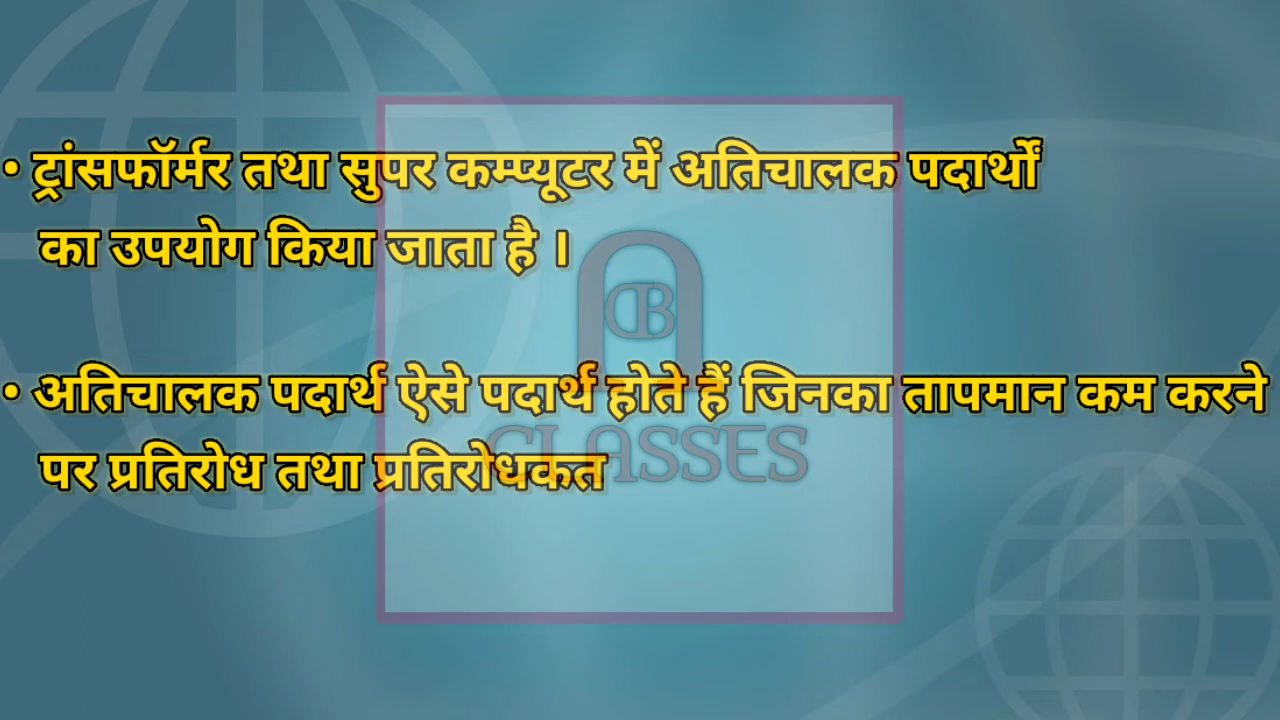 • ट्रांसफॉर्मर तथा सुपर कम्प्यूटर में अतिचालक पदार्थों
का उपयोग किया जाता है ।
• अतिचालक पदार्थ ऐसे पदार्थ होते हैं जिनका तापमान कम करने
पर प्रतिरोध तथा प्रतिरोधकत
CLASSES